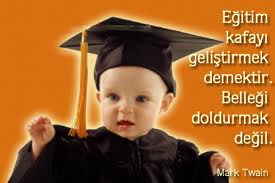 Eğitim
kafayı
geliştirmek
demektir.
Belleği
doldurmak
değil.
Mark Twain